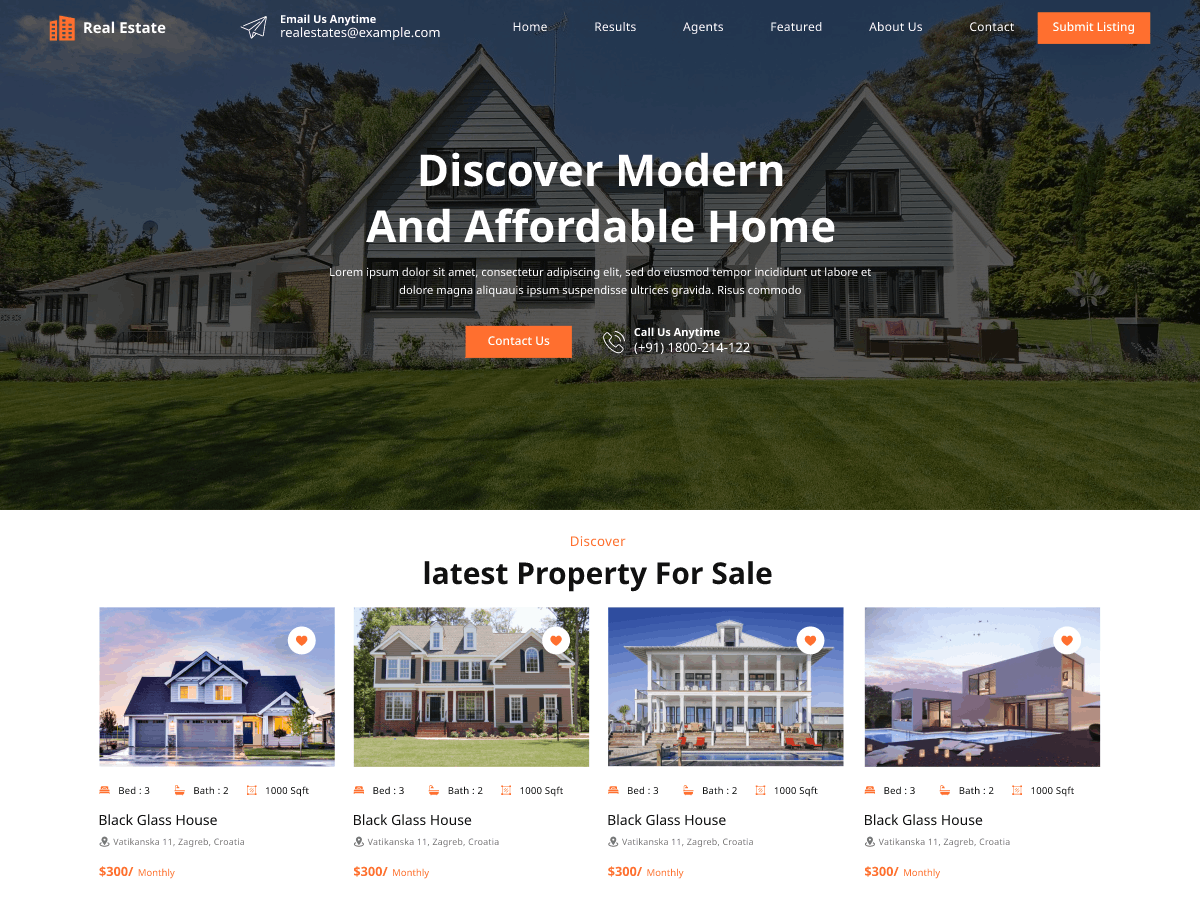 Real Estate
Email Us Anytime
realestates@example.com
Home
Results
Agents
Featured
About Us
Contact
Submit Listing
Discover Modern
And Affordable Home
Lorem ipsum dolor sit amet, consectetur adipiscing elit, sed do eiusmod tempor incididunt ut labore et
dolore magna aliquauis ipsum suspendisse ultrices gravida. Risus commodo
Contact Us
Call Us Anytime
(+91) 1800-214-122
Discover
latest Property For Sale
Bed : 3
Bath : 2
1000 Sqft
Black Glass House
Vatikanska 11, Zagreb, Croatia
$300/ Monthly
Bed : 3
Bath : 2
1000 Sqft
Black Glass House
Vatikanska 11, Zagreb, Croatia
$300/ Monthly
Bed : 3
Bath : 2
1000 Sqft
Black Glass House
Vatikanska 11, Zagreb, Croatia
$300/ Monthly
Bed : 3
Bath : 2
1000 Sqft
Black Glass House
Vatikanska 11, Zagreb, Croatia
$300/ Monthly